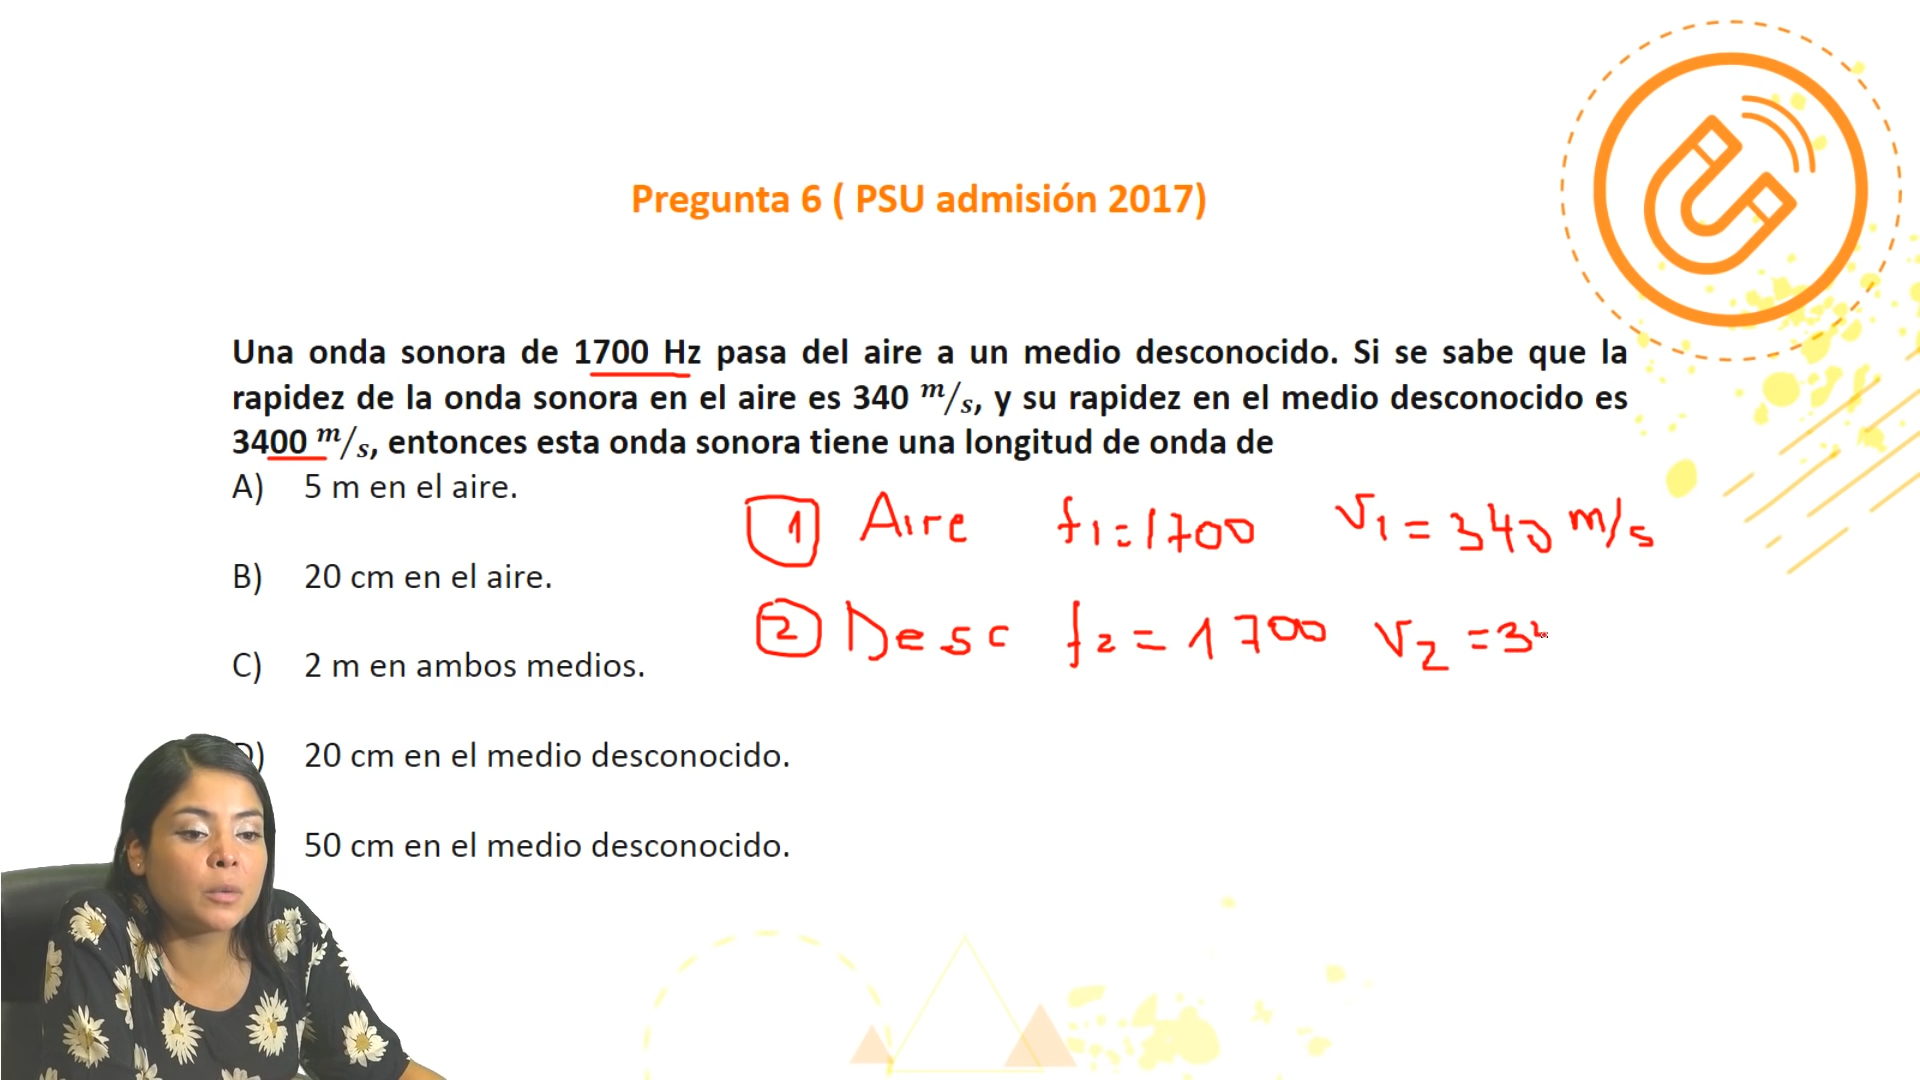 Pregunta 6 ( PSU admisión 2017)
Una onda sonora de 1700 Hz pasa del aire a un medio desconocido. Si se sabe que la
rapidez de la onda sonora en el aire es 340 m/s, y su rapidez en el medio desconocido es
3400 m/s, entonces esta onda sonora tiene una longitud de onda de
A) 5 m en el aire.
1 Aire f1=1700 V1=340 m/s
B) 20 cm en el aire.
2 Desc f2=1700 V2=34
C) 2 m en ambos medios.
D) 20 cm en el medio desconocido.
50 cm en el medio desconocido.